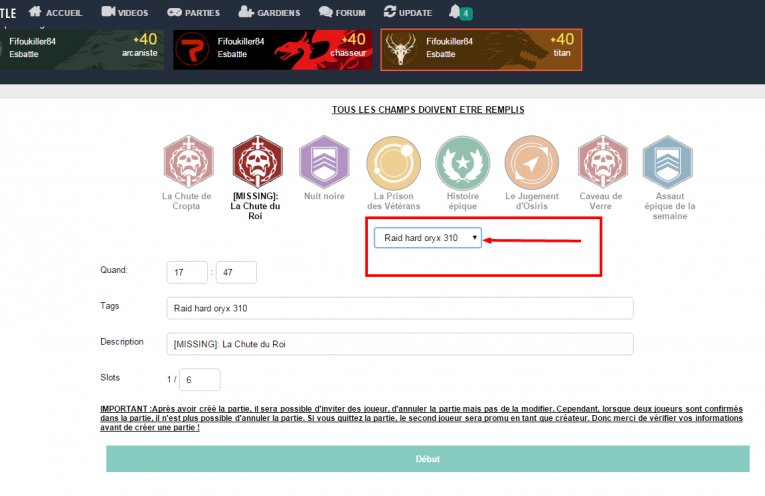 TLE ACCUEIL VIDEOS PARTIES GARDIENS FORUM UPDATE 4
Fifoukiller84 +40
Esbattle arcaniste
Fifoukiller84 +40
Esbattle chasseur
Fifoukiller84 +40
Esbattle titan
TOUS LES CHAMPS DOIVENT ETRE REMPLIS
La Chute de
Cropta
[MISSING]:
La Chute du
Roi
Nuit noire
La Prison
des Vétérans
Histoire
épique
Le Jugement
d'Osiris
Caveau de
Verre
Assaut
épique de la
semaine
Raid hard oryx 310
Quand: 17 : 47
Tags Raid hard oryx 310
Description [MISSING]: La Chute du Roi
Slots 1 / 6
IMPORTANT :Après avoir créé la partie, il sera possible d'inviter des joueur, d'annuler la partie mais pas de la modifier. Cependant, lorsque deux joueurs sont confirmés
dans la partie, il n'est plus possible d'annuler la partie. Si vous quittez la partie, le second joueur sera promu en tant que créateur. Donc merci de vérifier vos informations
avant de créer une partie !
Début